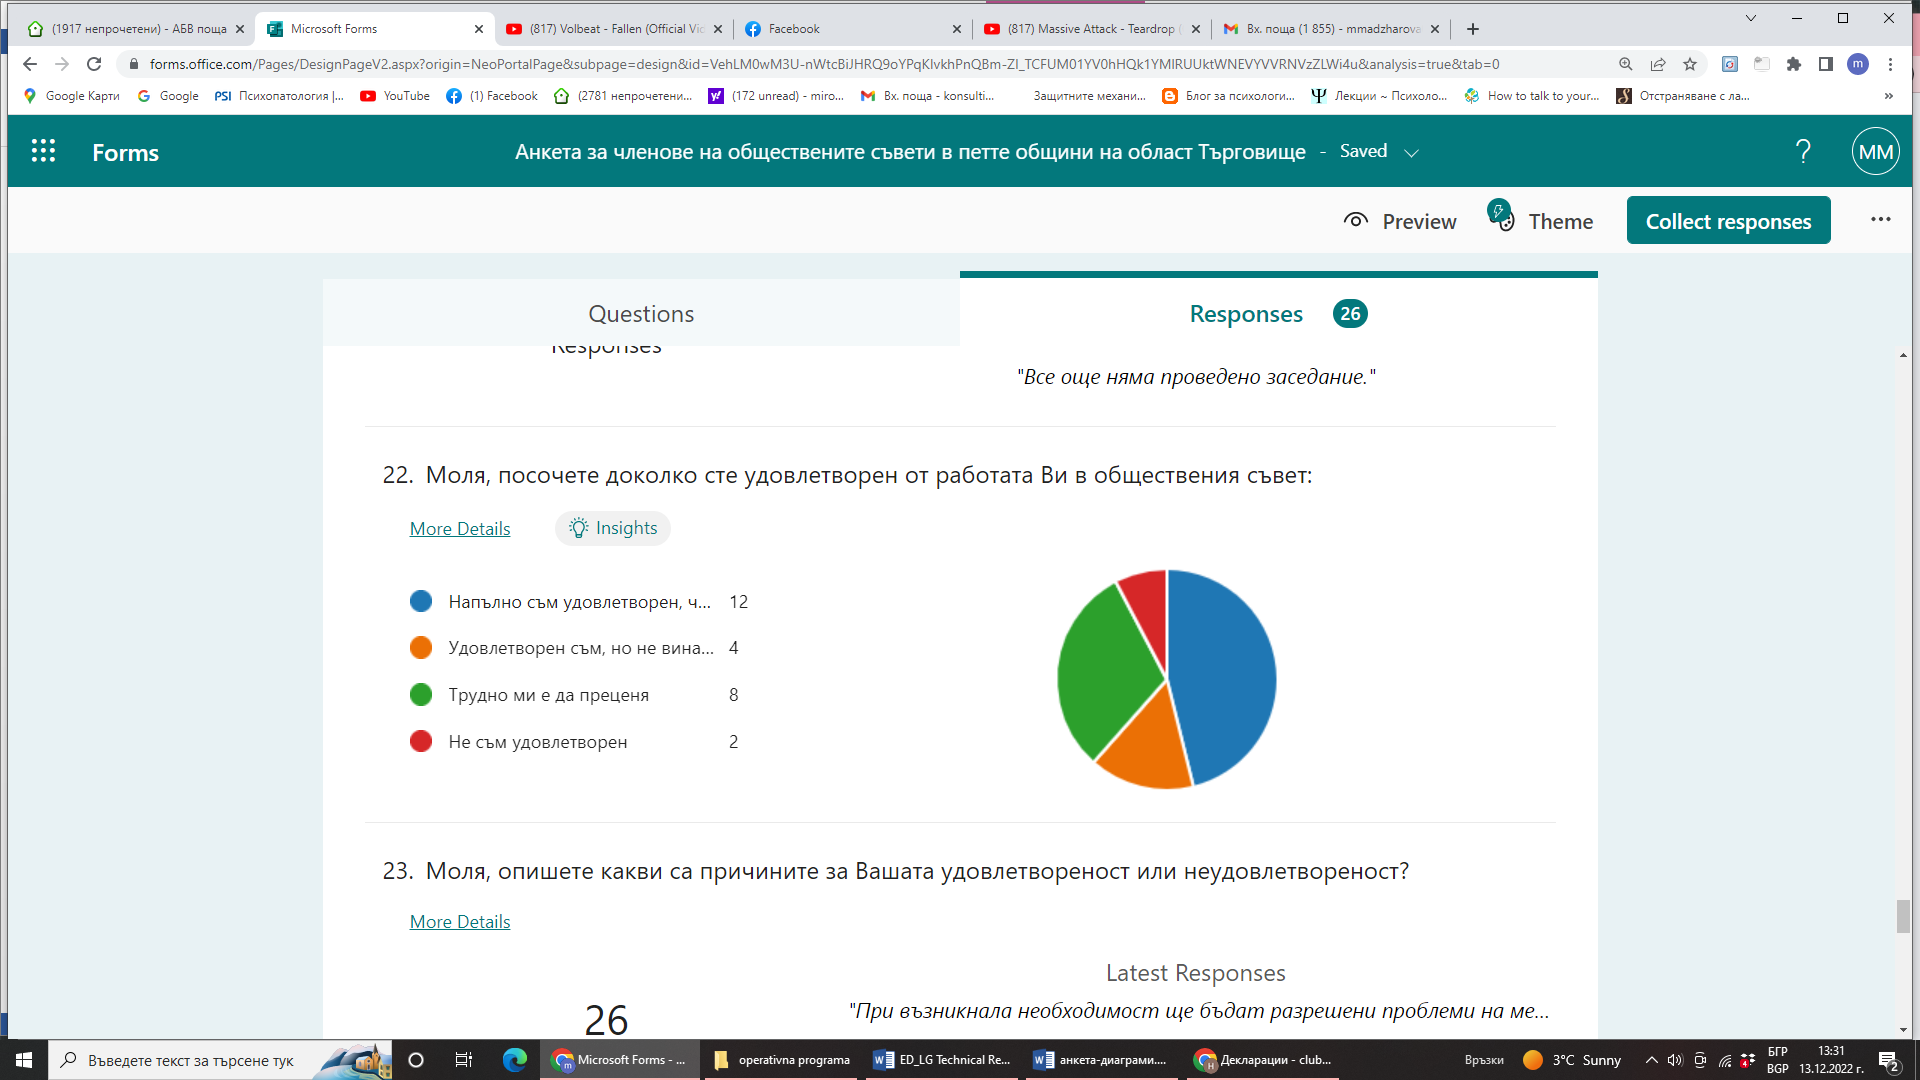 (1917 непрочетени) - АБВ поща
Microsoft Forms
(817) Volbeat - Fallen (Official Vic
Facebook
(817) Massive Attack - Teardrop (
Вх. поща (1 855) - mmadzharova
forms.office.com/Pages/DesignPageV2.aspx?origin=NeoPortalPage&subpage=design&id=VehLM0wM3U-nWtcBiJHRQ9oYPqKIvkhPnQBm-ZI_TCFUM01YV0hHQk1YMlRUUktWNEVYVVRNVzZLWi4u&analysis=true&tab=0
m
Google Карти
Google
PSI Психопатология |...
YouTube
(1) Facebook
(2781 непрочетени...
(172 unread) - miro...
Вх. поща - konsulti...
Защитните механи...
Блог за психологи...
Лекции ~ Психоло...
How to talk to your...
Отстраняване с ла...
»
Forms
Анкета за членове на обществените съвети в петте общини на област Търговище - Saved
?
MM
Preview
Theme
Collect responses
Questions
Responses 26
Responses
"Все още няма проведено заседание."
22. Моля, посочете доколко сте удовлетворен от работата Ви в обществения съвет:
More Details
Insights
Напълно съм удовлетворен, ч... 12
Удовлетворен съм, но не вина... 4
Трудно ми е да преценя 8
Не съм удовлетворен 2
23. Моля, опишете какви са причините за Вашата удовлетвореност или неудовлетвореност?
More Details
Latest Responses
26
"При възникнала необходимост ще бъдат разрешени проблеми на ме...
Въведете текст за търсене тук
Microsoft Forms - ...
operativna programa
ED_LG Technical Re...
анкета-диаграми....
Декларации - club...
Връзки
3°C Sunny
БГР
BGP
13:31
13.12.2022 г.
2